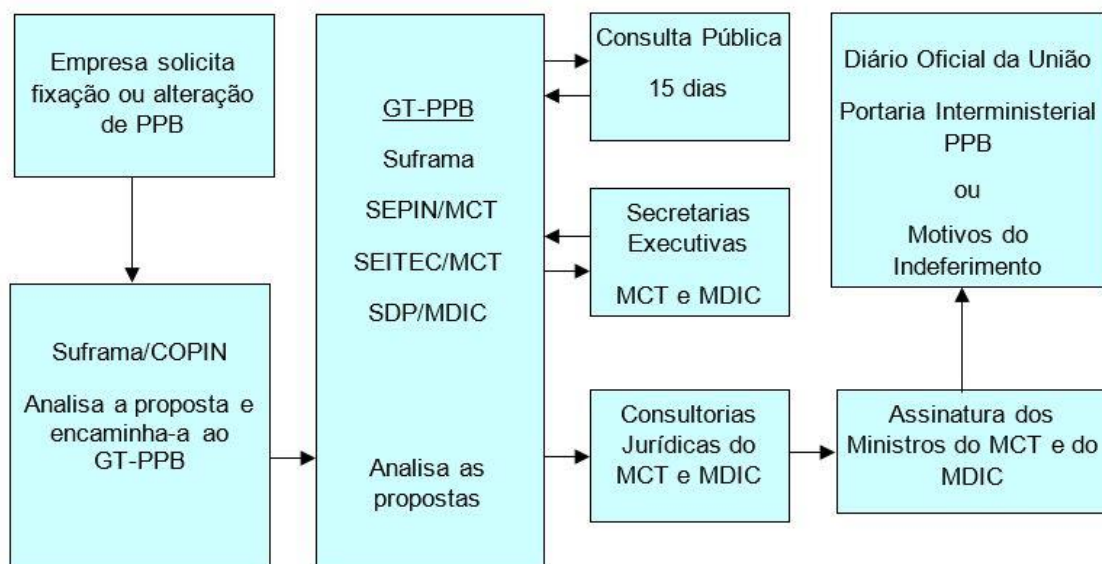 Empresa solicita
fixação ou alteração
de PPB
Suframa/COPIN
Analisa a proposta e
encaminha-a ao
GT-PPB
GT-PPB
Suframa
SEPIN/MCT
SEITEC/MCT
SDP/MDIC
Analisa as
propostas
Consulta Pública
15 dias
Secretarias
Executivas
MCT e MDIC
Consultorias
Jurídicas do
MCT e MDIC
Assinatura dos
Ministros do MCT e do
MDIC
Diário Oficial da União
Portaria Interministerial
PPB
ou
Motivos do
Indeferimento